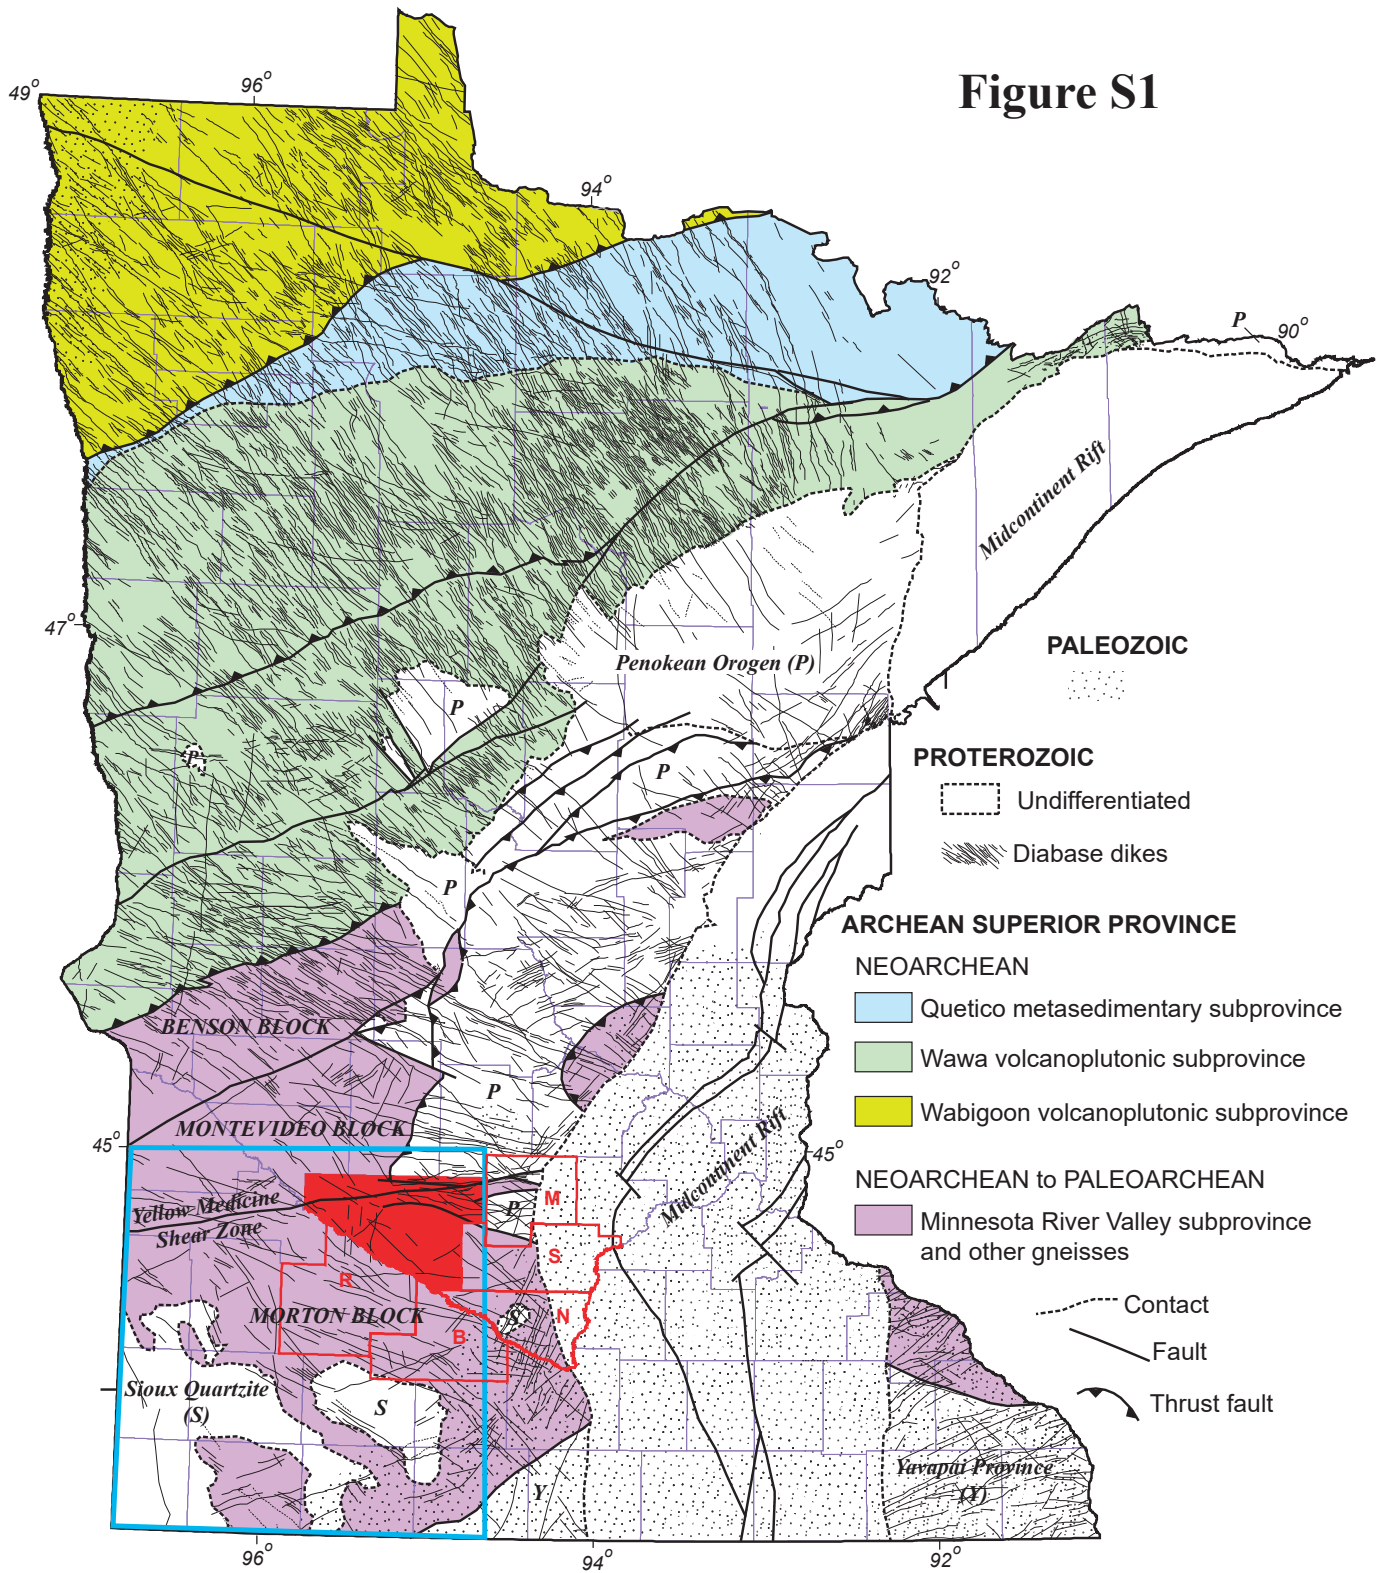 Figure S1
49°
96°
94°
92°
P
90°
Midcontinent Rift
47°
Penokean Orogen (P)
P
P
P
P
PALEOZOIC
PROTEROZOIC
Undifferentiated
Diabase dikes
ARCHEAN SUPERIOR PROVINCE
NEOARCHEAN
Quetico metasedimentary subprovince
Wawa volcanoplutonic subprovince
Wabigoon volcanoplutonic subprovince
NEOARCHEAN to PALEOARCHEAN
Minnesota River Valley subprovince
and other gneisses
Contact
Fault
Thrust fault
BENSON BLOCK
P
MONTEVIDEO BLOCK
45°
45°
Midcontinent Rift
Yellow Medicine
Shear Zone
P
M
S
R
MORTON BLOCK
B
S
N
Sioux Quartzite
(S)
S
Y
Yavapai Province
(Y)
96°
94°
92°